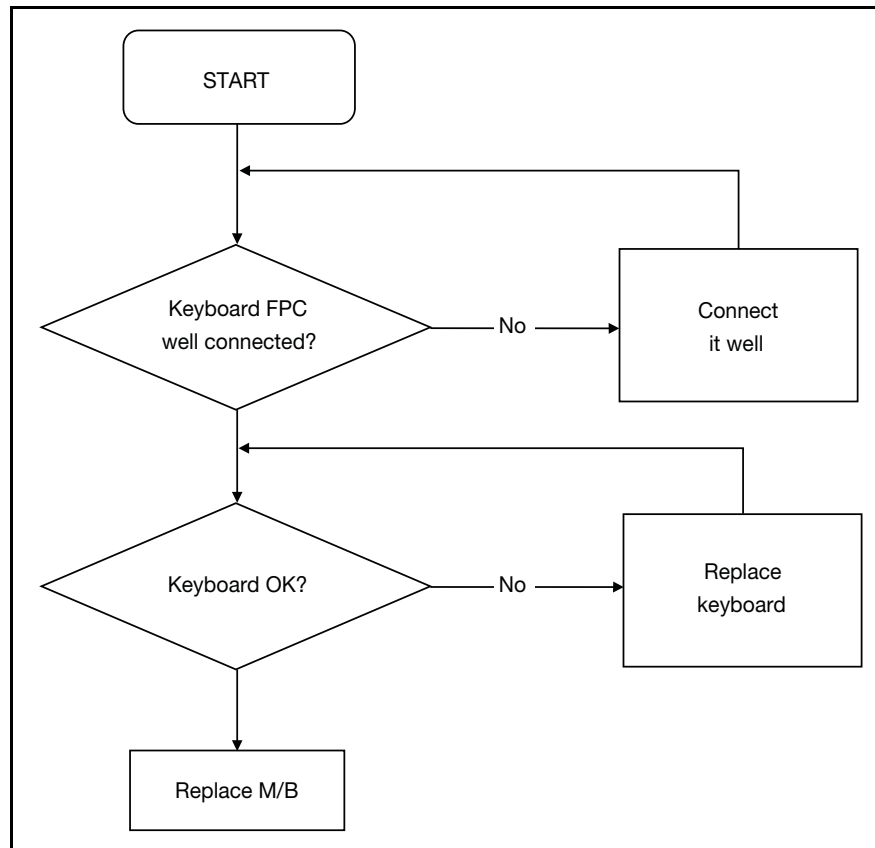 START
Keyboard FPC
well connected?
No
Connect
it well
Keyboard OK?
No
Replace
keyboard
Replace M/B